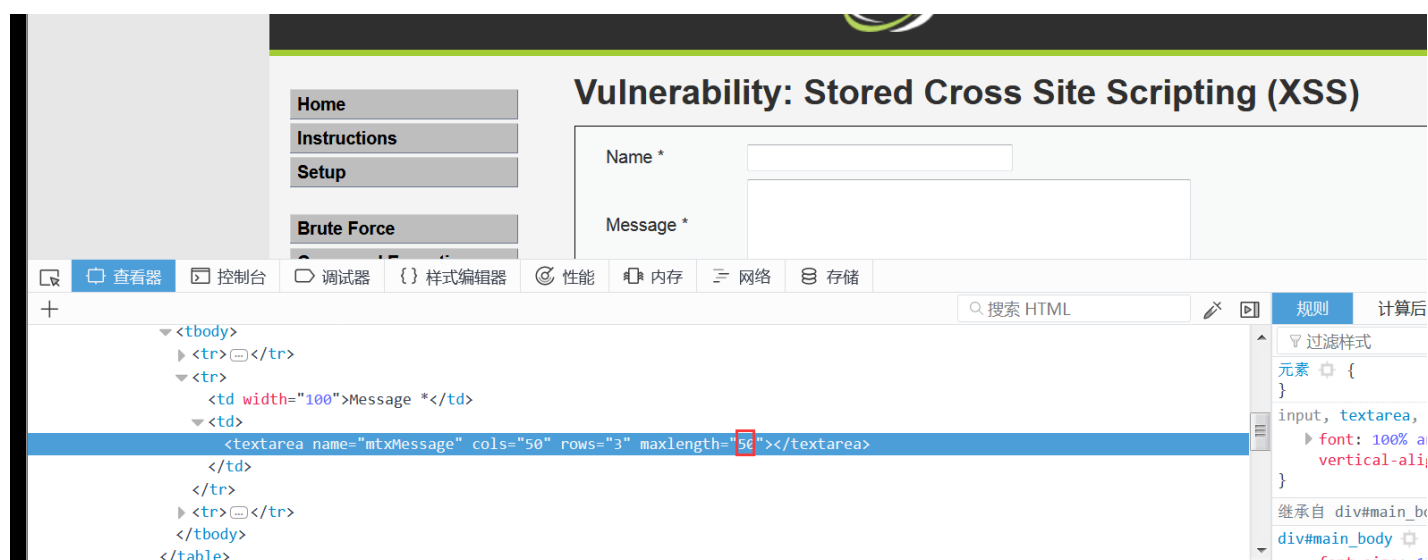 Vulnerability: Stored Cross Site Scripting (XSS)
Home
Instructions
Setup
Brute Force
Name *
Message *
查看器 控制台 调试器 {} 样式编辑器 性能 内存 网络 存储
+ 搜索 HTML 规则 计算后
<tbody>
<tr>…</tr>
<tr>
<td width="100">Message *</td>
<td>
<textarea name="mtxMessage" cols="50" rows="3" maxlength="50"></textarea>
</td>
</tr>
<tr>…</tr>
</tbody>
</table>
过滤样式
元素 {
}
input, textarea,
font: 100%
}
继承自 div#main_bo
div#main_body